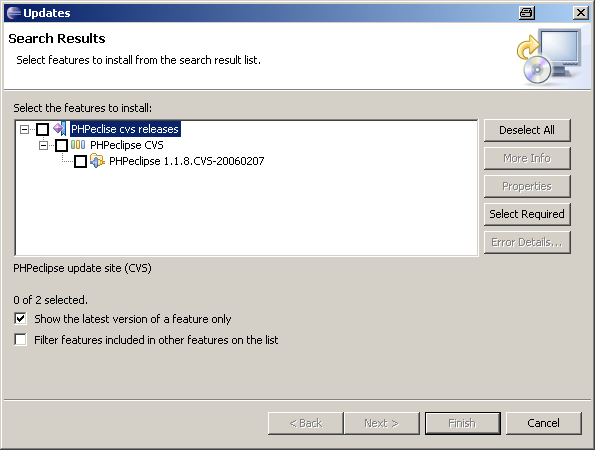 Updates
Search Results
Select features to install from the search result list.
Select the features to install:
PHPeclise cvs releases
PHPeclipse CVS
PHPeclipse 1.1.8.CVS-20060207
Deselect All
More Info
Properties
Select Required
Error Details...
PHPeclipse update site (CVS)
0 of 2 selected.
Show the latest version of a feature only
Filter features included in other features on the list
< Back
Next >
Finish
Cancel